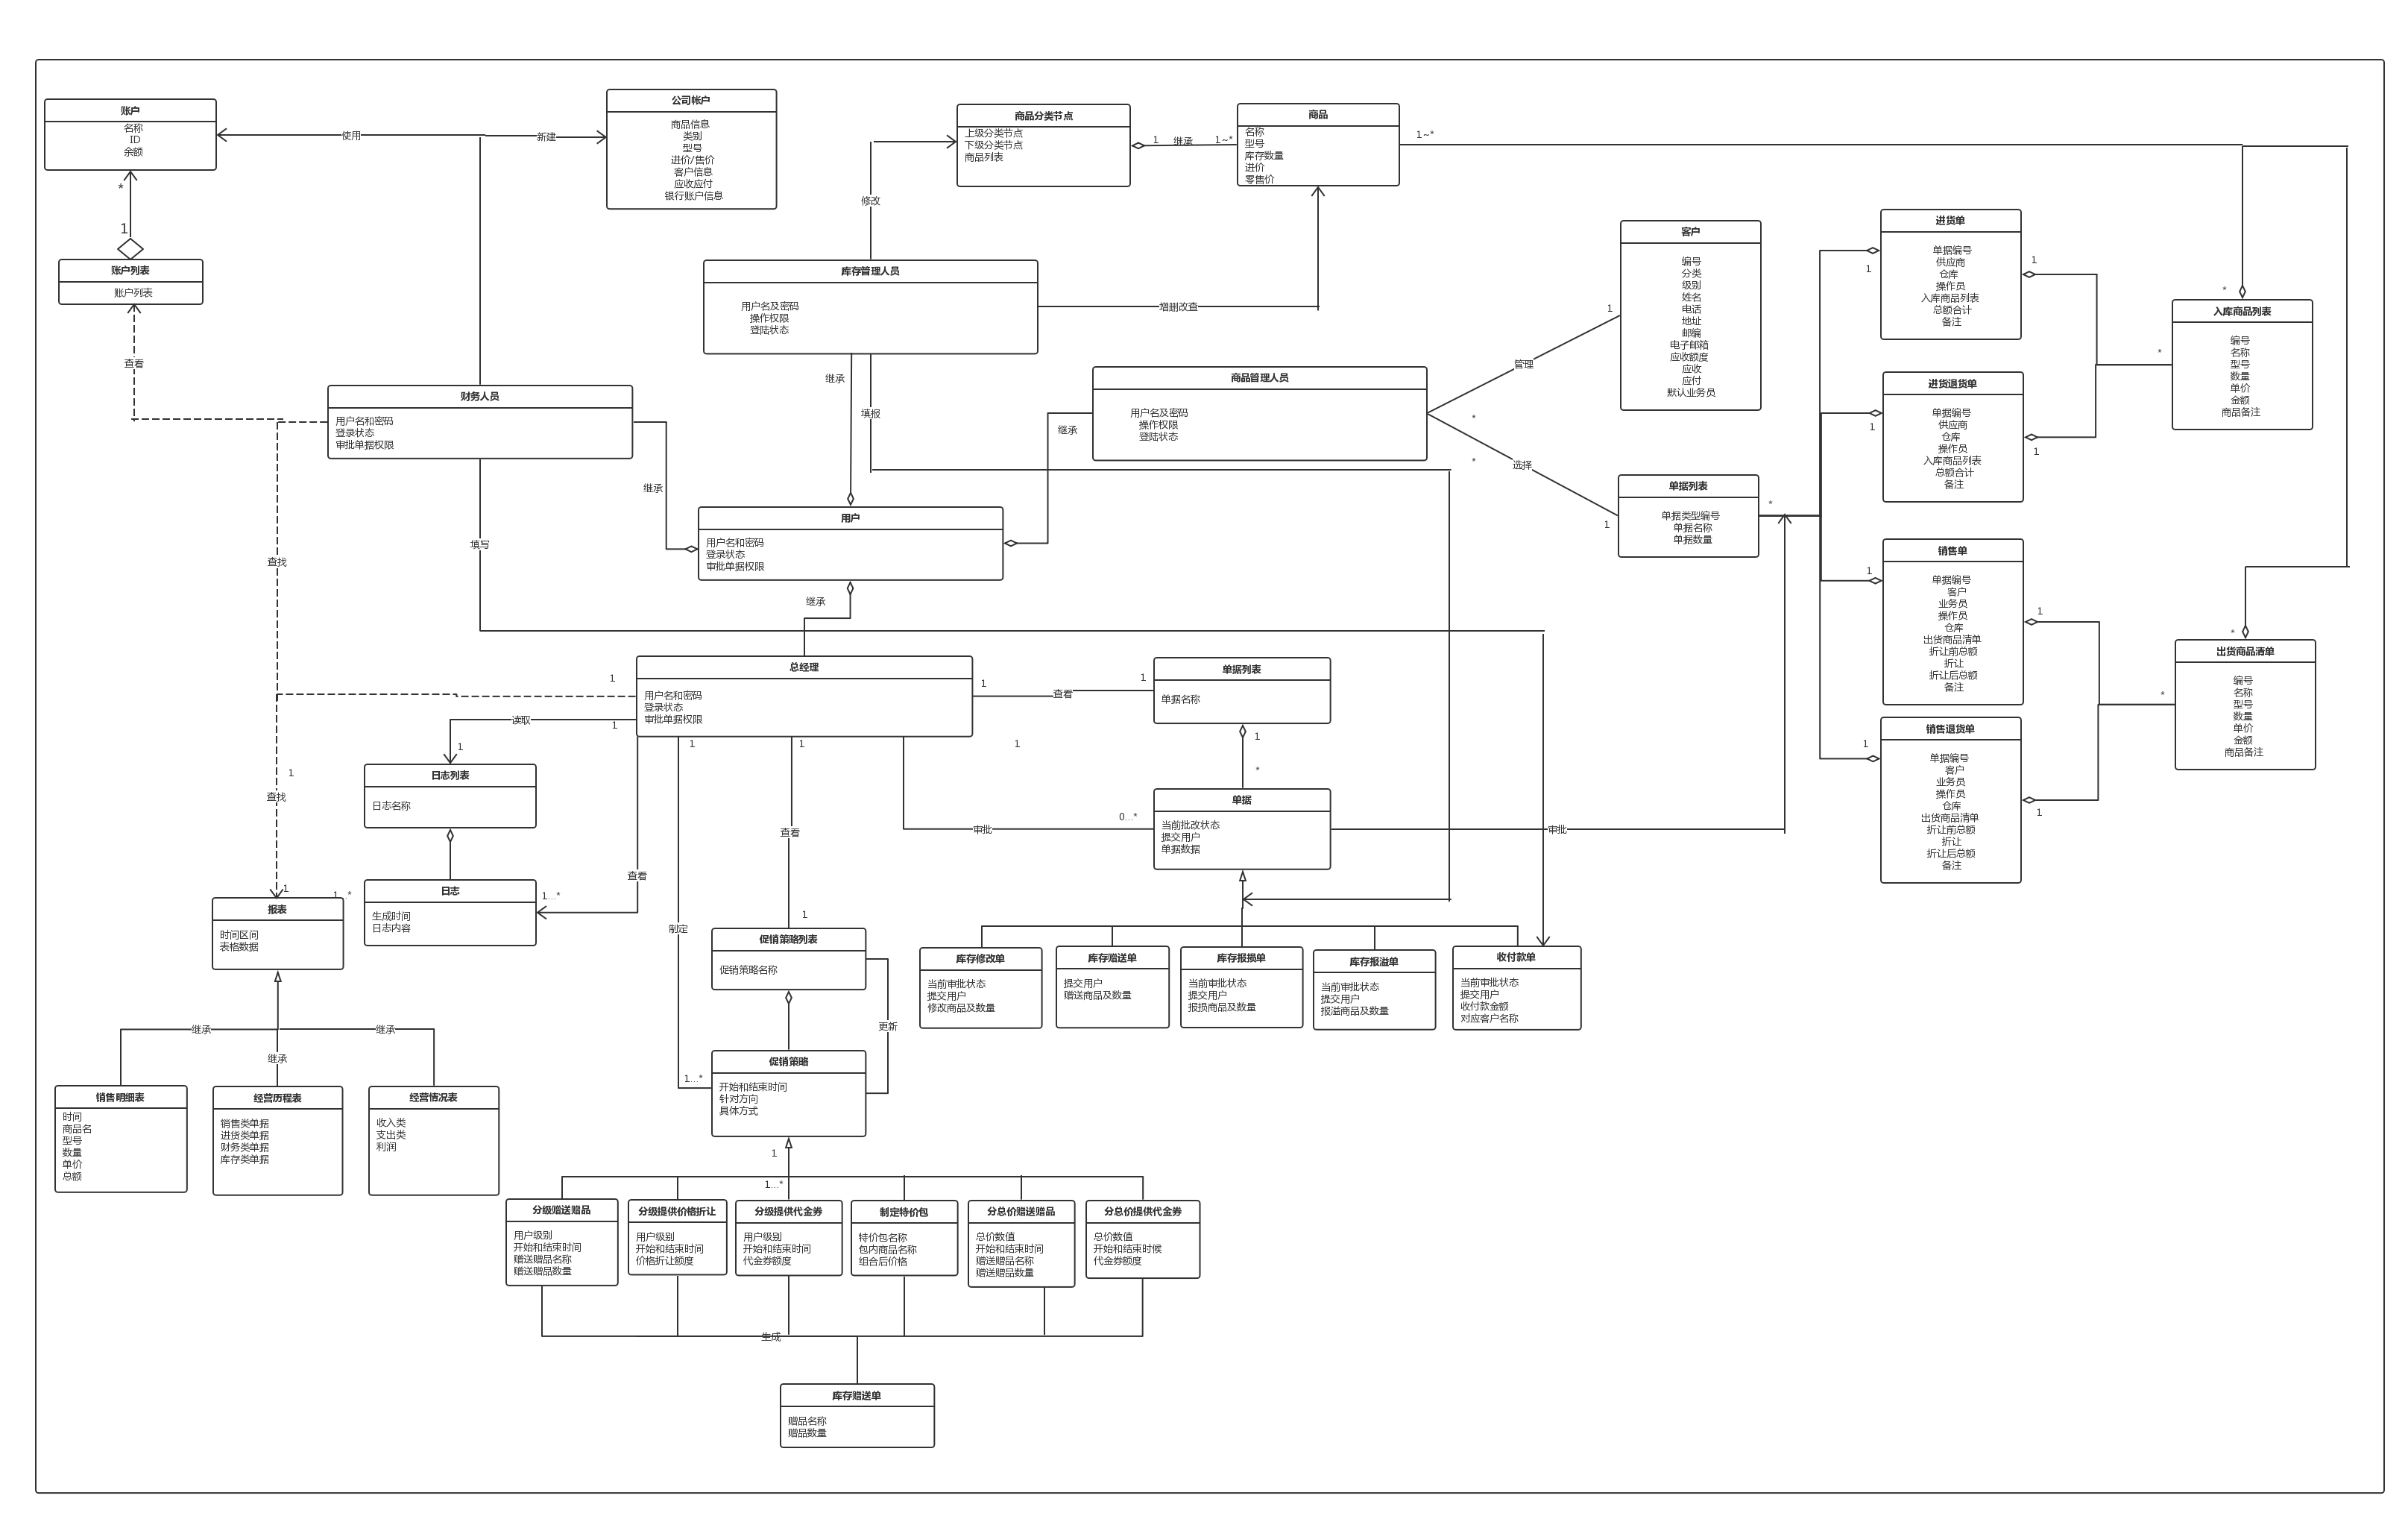 账户
名称
ID
余额
使用
新建
公司帐户
商品信息
类别
型号
进价/售价
客户信息
应收应付
银行账户信息
商品分类节点
上级分类节点
下级分类节点
商品列表
1
继承
1~*
商品
名称
型号
库存数量
进价
零售价
1~*
*
1
账户列表
账户列表
查看
修改
库存管理人员
用户名及密码
操作权限
登陆状态
增删改查
继承
填报
财务人员
用户名和密码
登录状态
审批单据权限
继承
填写
查找
商品管理人员
用户名及密码
操作权限
登陆状态
继承
管理
1
*
*
选择
1
客户
编号
分类
级别
姓名
电话
地址
邮编
电子邮箱
应收额度
应收
应付
默认业务员
单据列表
单据类型编号
单据名称
单据数量
*
进货单
单据编号
供应商
仓库
操作员
入库商品列表
总额合计
备注
1
1
进货退货单
单据编号
供应商
仓库
操作员
入库商品列表
总额合计
备注
1
1
销售单
单据编号
客户
业务员
操作员
仓库
出货商品清单
折让前总额
折让
折让后总额
备注
1
1
销售退货单
单据编号
客户
业务员
操作员
仓库
出货商品清单
折让前总额
折让
折让后总额
备注
1
1
*
*
入库商品列表
编号
名称
型号
数量
单价
金额
商品备注
*
*
出货商品清单
编号
名称
型号
数量
单价
金额
商品备注
用户
用户名和密码
登录状态
审批单据权限
继承
总经理
用户名和密码
登录状态
审批单据权限
1
1
读取
1
1
查看
1
单据列表
单据名称
1
*
1
1
1
日志列表
日志名称
1
查找
1
1...*
日志
生成时间
日志内容
查看
1...*
查看
1
制定
1...*
审批
0...*
单据
当前批改状态
提交用户
单据数据
审批
报表
时间区间
表格数据
继承
继承
继承
销售明细表
时间
商品名
型号
数量
单价
总额
经营历程表
销售类单据
进货类单据
财务类单据
库存类单据
经营情况表
收入类
支出类
利润
促销策略列表
促销策略名称
更新
促销策略
开始和结束时间
针对方向
具体方式
库存修改单
当前审批状态
提交用户
修改商品及数量
库存赠送单
提交用户
赠送商品及数量
库存报损单
当前审批状态
提交用户
报损商品及数量
库存报溢单
当前审批状态
提交用户
报溢商品及数量
收付款单
当前审批状态
提交用户
收付款金额
对应客户名称
1
1...*
分级赠送赠品
用户级别
开始和结束时间
赠送赠品名称
赠送赠品数量
分级提供价格折让
用户级别
开始和结束时间
价格折让额度
分级提供代金券
用户级别
开始和结束时间
代金券额度
制定特价包
特价包名称
包内商品名称
组合后价格
分总价赠送赠品
总价数值
开始和结束时间
赠送赠品名称
赠送赠品数量
分总价提供代金券
总价数值
开始和结束时候
代金券额度
生成
库存赠送单
赠品名称
赠品数量